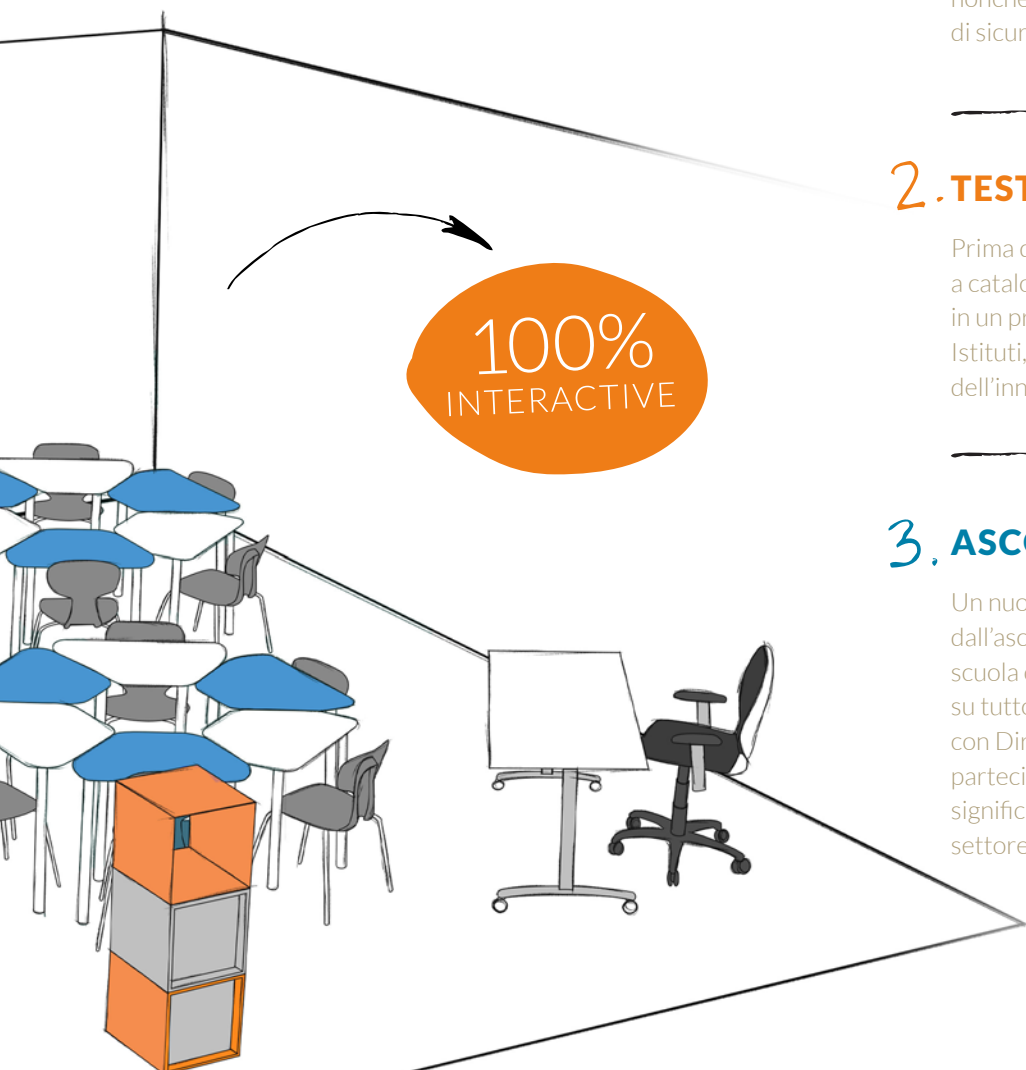 di sicur
2. TEST
Prima
a catalo
in un pr
Istituti,
dell'inn
100%
INTERACTIVE
3. ASCO
Un nuo
dall'asc
scuola
su tutto
con Dir
parteci
signific
settore